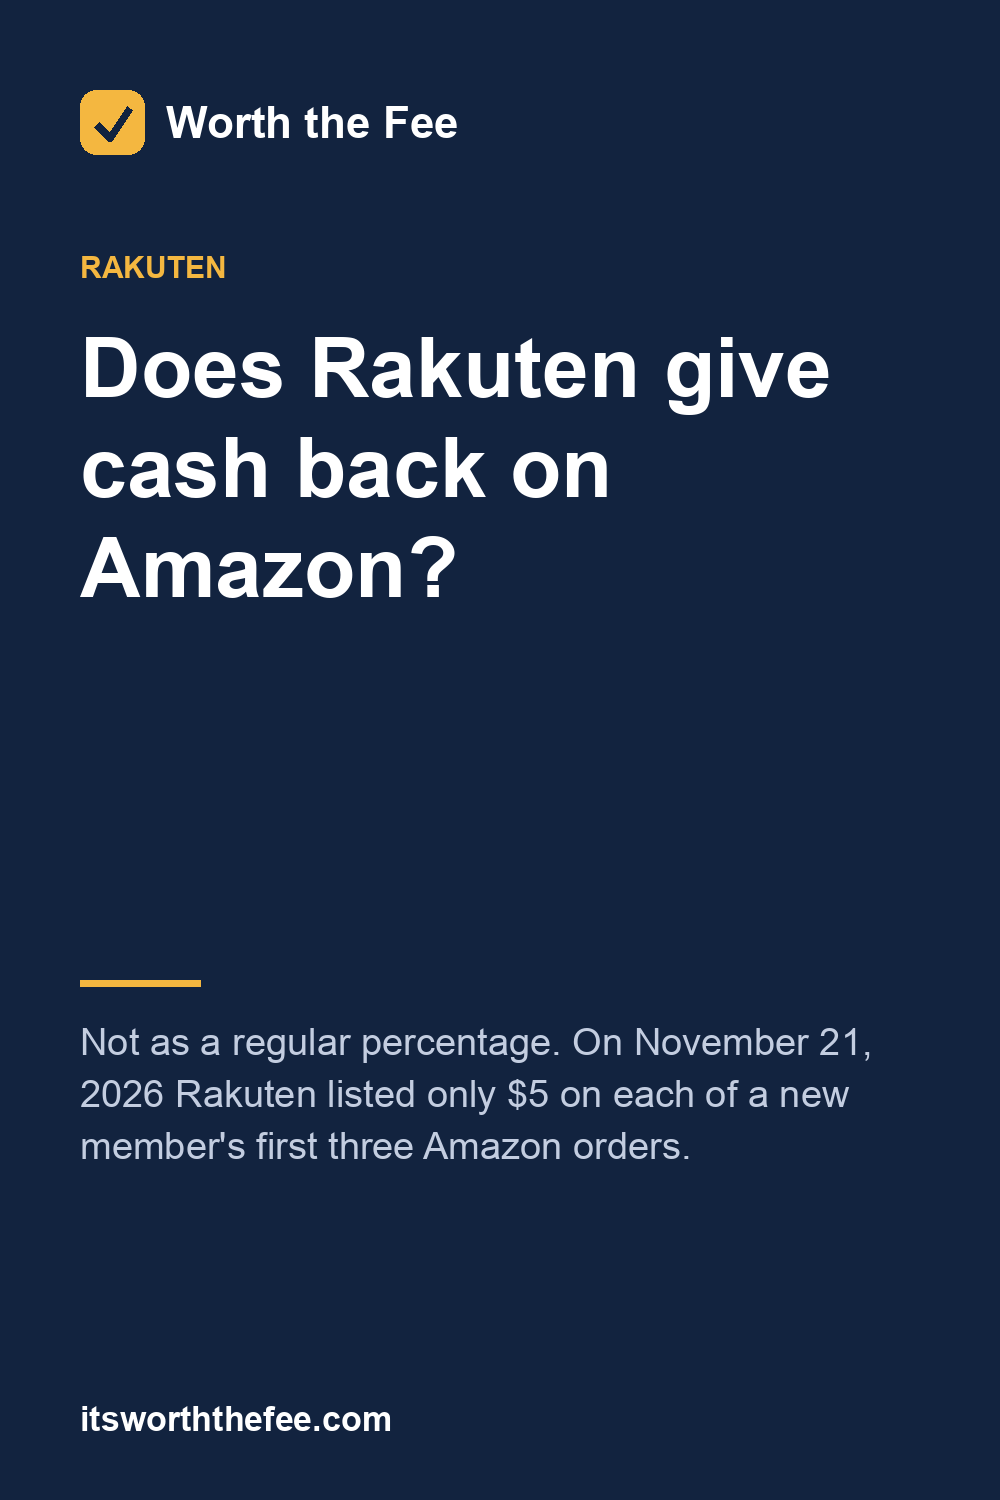 Worth the Fee
RAKUTEN
Does Rakuten give
cash back on
Amazon?
Not as a regular percentage. On November 21,
2026 Rakuten listed only $5 on each of a new
member's first three Amazon orders.
itsworththefee.com